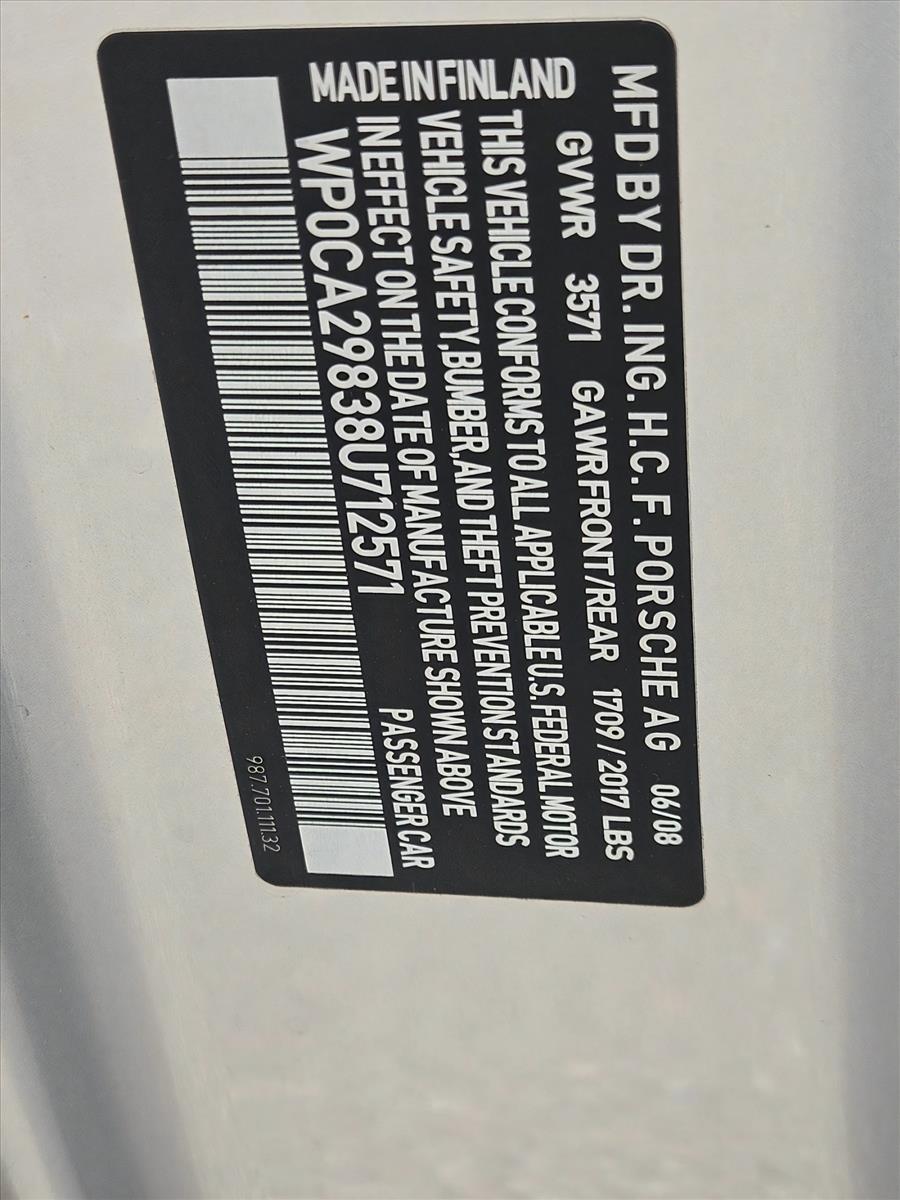 MFD BY DR. ING. H.C. F. PORSCHE AG 06/08
GVWR 3571 GAWR FRONT/REAR 1709/2017 LBS
THIS VEHICLE CONFORMS TO ALL APPLICABLE U.S. FEDERAL MOTOR
VEHICLE SAFETY,BUMBER,AND THEFT PREVENTION STANDARDS
IN EFFECT ON THE DATE OF MANUFACTURE SHOWN ABOVE
MADE IN FINLAND
WP0CA29838U712571 PASSENGER CAR
987.701.111.32